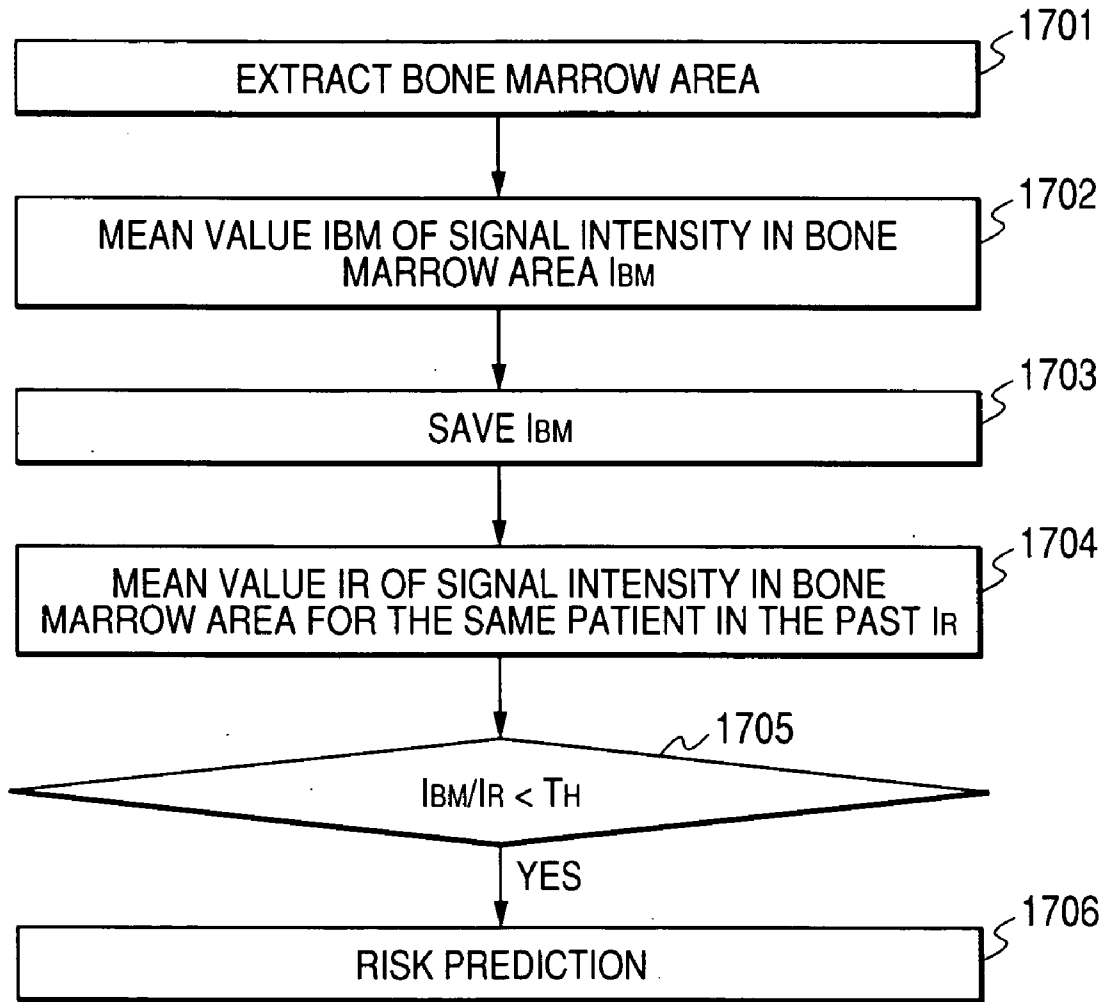 1701
EXTRACT BONE MARROW AREA
1702
MEAN VALUE IBM OF SIGNAL INTENSITY IN BONE
MARROW AREA IBM
1703
SAVE IBM
1704
MEAN VALUE IR OF SIGNAL INTENSITY IN BONE
MARROW AREA FOR THE SAME PATIENT IN THE PAST IR
1705
IBM/IR < TH
YES
1706
RISK PREDICTION